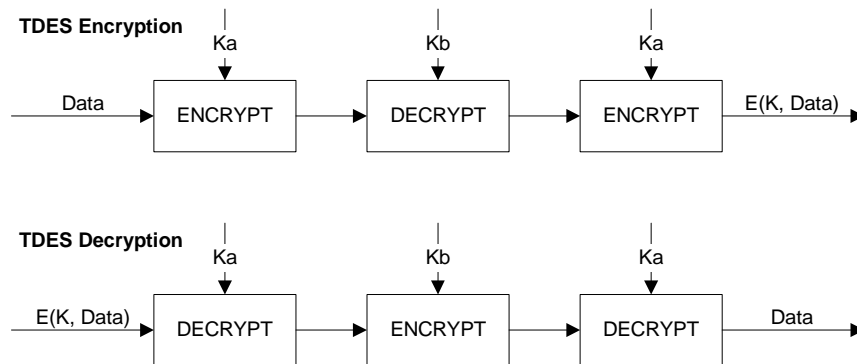 TDES Encryption
Ka Kb Ka
Data ENCRYPT DECRYPT ENCRYPT E(K, Data)
TDES Decryption
Ka Kb Ka
E(K, Data) DECRYPT ENCRYPT DECRYPT Data